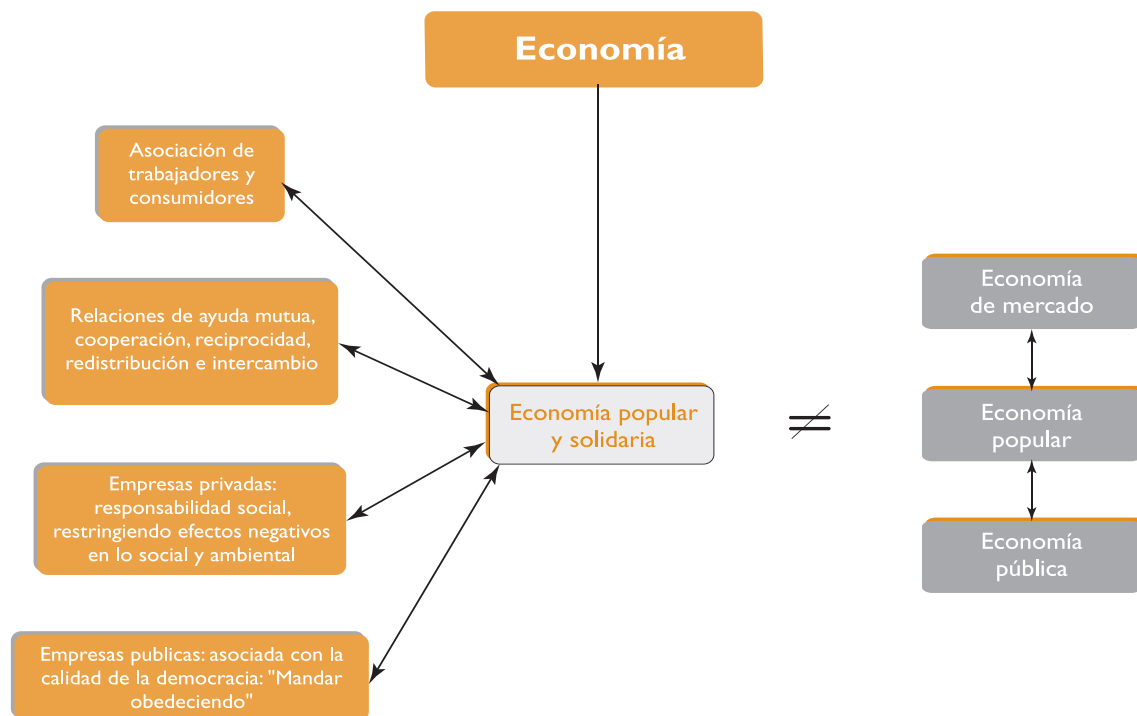 Economía
Asociación de
trabajadores y
consumidores
Relaciones de ayuda mutua,
cooperación, reciprocidad,
redistribución e intercambio
Empresas privadas:
responsabilidad social,
restringiendo efectos negativos
en lo social y ambiental
Empresas publicas: asociada con la
calidad de la democracia: "Mandar
obedeciendo"
Economía popular
y solidaria
≠
Economía
de mercado
Economía
popular
Economía
pública